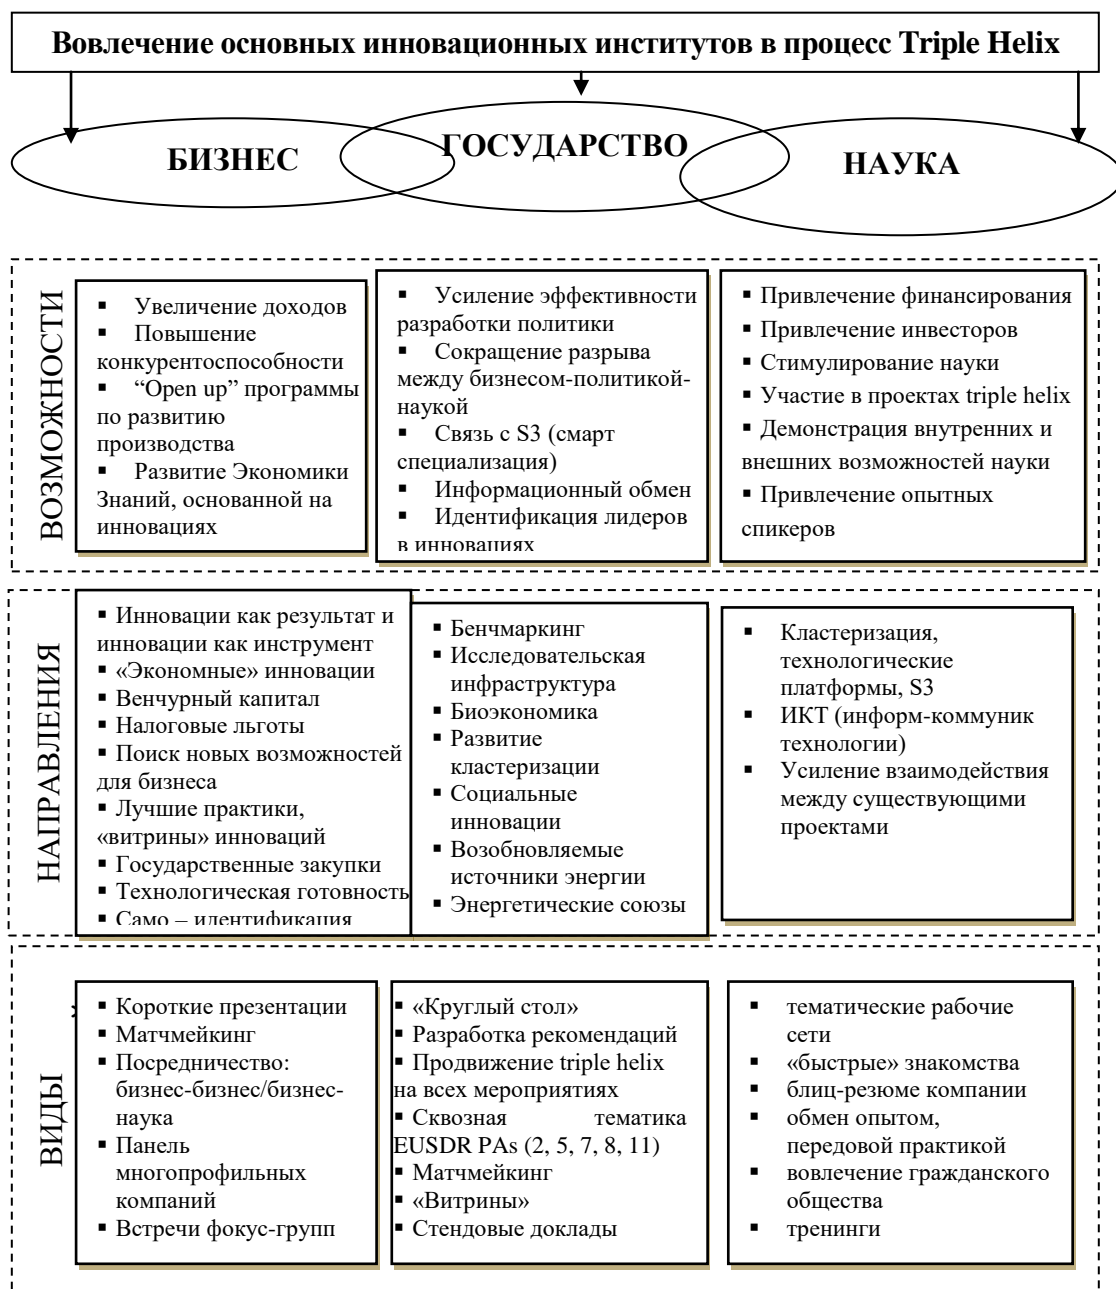 Вовлечение основных инновационных институтов в процесс Triple Helix
БИЗНЕС
ГОСУДАРСТВО
НАУКА
ВОЗМОЖНОСТИ
▪ Увеличение доходов
▪ Повышение
конкурентоспособности
▪ “Open up” программы
по развитию
производства
▪ Развитие Экономики
Знаний, основанной на
инновациях
▪ Усиление эффективности
разработки политики
▪ Сокращение разрыва
между бизнесом-политикой-
наукой
▪ Связь с S3 (смарт
специализация)
▪ Информационный обмен
▪ Идентификация лидеров
в инновациях
▪ Привлечение финансирования
▪ Привлечение инвесторов
▪ Стимулирование науки
▪ Участие в проектах triple helix
▪ Демонстрация внутренних и
внешних возможностей науки
▪ Привлечение опытных
спикеров
НАПРАВЛЕНИЯ
▪ Инновации как результат и
инновации как инструмент
▪ «Экономные» инновации
▪ Венчурный капитал
▪ Налоговые льготы
▪ Поиск новых возможностей
для бизнеса
▪ Лучшие практики,
«витрины» инноваций
▪ Государственные закупки
▪ Технологическая готовность
▪ Само – идентификация
▪ Бенчмаркинг
▪ Исследовательская
инфраструктура
▪ Биоэкономика
▪ Развитие
кластеризации
▪ Социальные
инновации
▪ Возобновляемые
источники энергии
▪ Энергетические союзы
▪ Кластеризация,
технологические
платформы, S3
▪ ИКТ (информ-коммуник
технологии)
▪ Усиление взаимодействия
между существующими
проектами
ВИДЫ
▪ Короткие презентации
▪ Матчмейкинг
▪ Посредничество:
бизнес-бизнес/бизнес-
наука
▪ Панель
многопрофильных
компаний
▪ Встречи фокус-групп
▪ «Круглый стол»
▪ Разработка рекомендаций
▪ Продвижение triple helix
на всех мероприятиях
▪ Сквозная тематика
EUSDR PAs (2, 5, 7, 8, 11)
▪ Матчмейкинг
▪ «Витрины»
▪ Стендовые доклады
▪ тематические рабочие
сети
▪ «быстрые» знакомства
▪ блиц-резюме компании
▪ обмен опытом,
передовой практикой
▪ вовлечение гражданского
общества
▪ тренинги